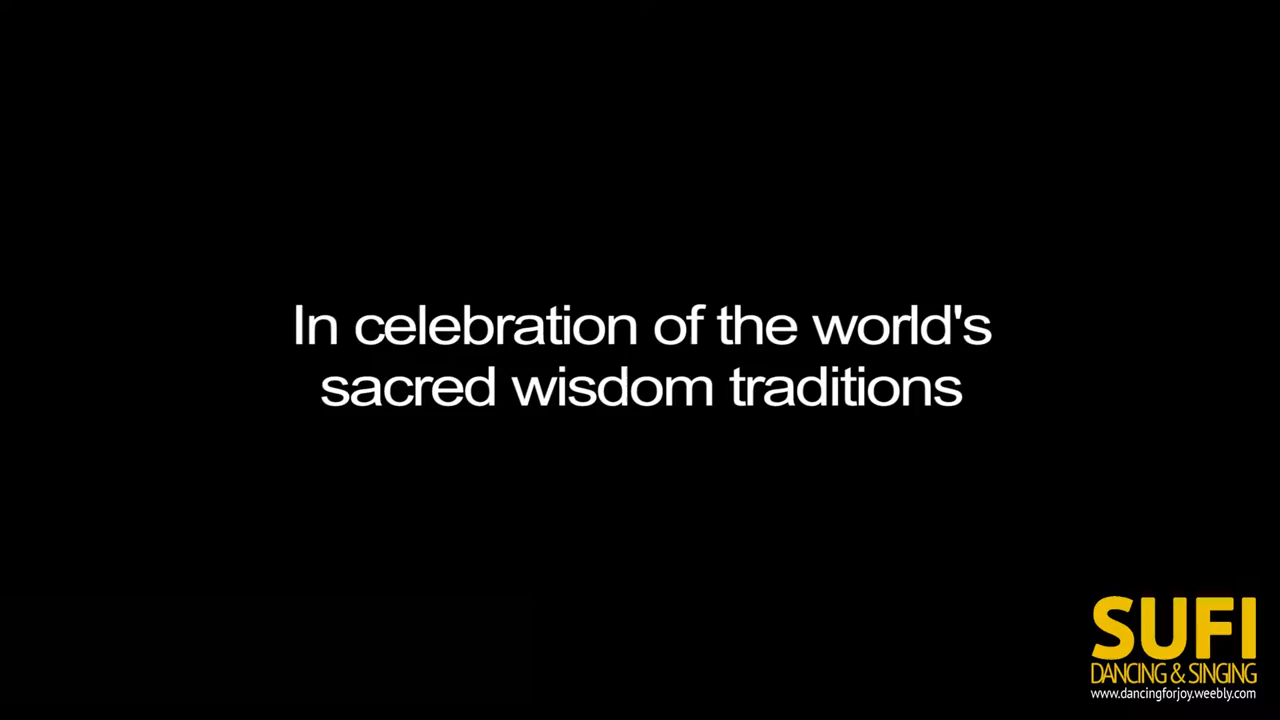 In celebration of the world's
sacred wisdom traditions
SUFI
DANCING & SINGING
www.dancingforjoy.weebly.com